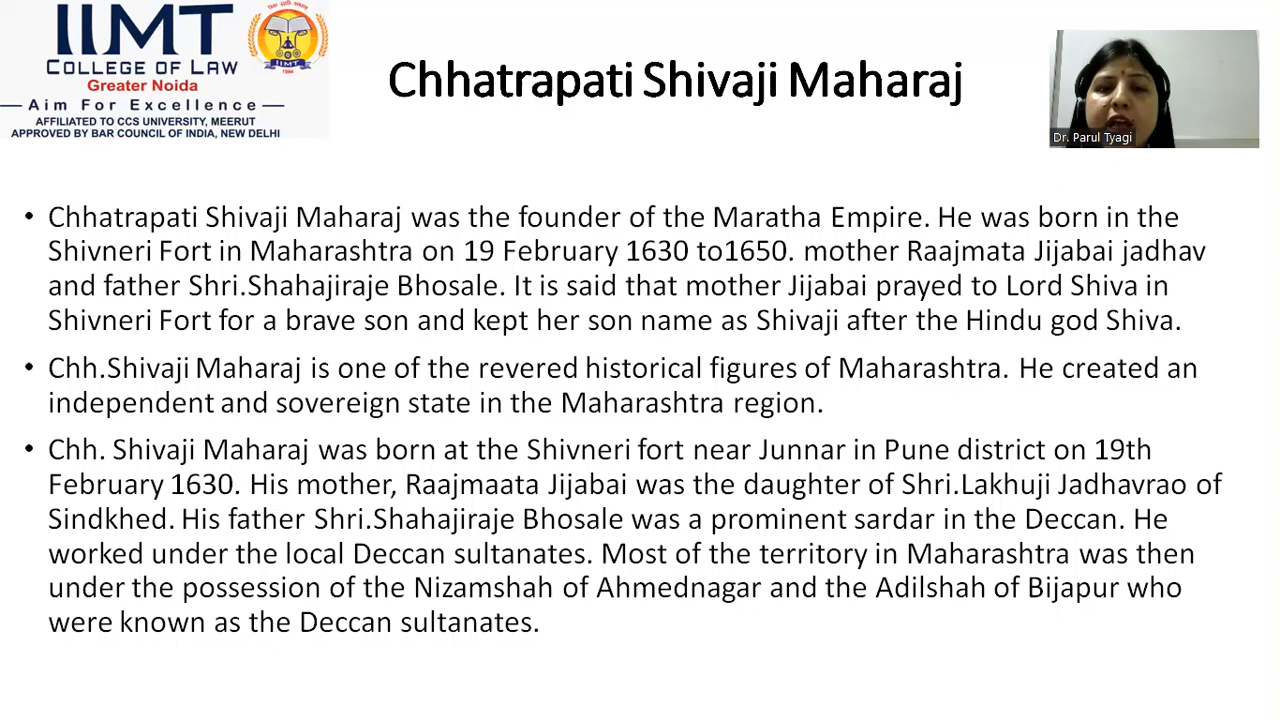 IIMT
COLLEGE OF LAW
Greater Noida
Aim For Excellence
AFFILIATED TO CCS UNIVERSITY, MEERUT
APPROVED BY BAR COUNCIL OF INDIA, NEW DELHI
IIMT
1994
Chhatrapati Shivaji Maharaj
Dr. Parul Tyagi
• Chhatrapati Shivaji Maharaj was the founder of the Maratha Empire. He was born in the
Shivneri Fort in Maharashtra on 19 February 1630 to1650. mother Raajmata Jijabai jadhav
and father Shri.Shahajiraje Bhosale. It is said that mother Jijabai prayed to Lord Shiva in
Shivneri Fort for a brave son and kept her son name as Shivaji after the Hindu god Shiva.
• Chh.Shivaji Maharaj is one of the revered historical figures of Maharashtra. He created an
independent and sovereign state in the Maharashtra region.
• Chh. Shivaji Maharaj was born at the Shivneri fort near Junnar in Pune district on 19th
February 1630. His mother, Raajmaata Jijabai was the daughter of Shri.Lakhuji Jadhavrao of
Sindkhed. His father Shri.Shahajiraje Bhosale was a prominent sardar in the Deccan. He
worked under the local Deccan sultanates. Most of the territory in Maharashtra was then
under the possession of the Nizamshah of Ahmednagar and the Adilshah of Bijapur who
were known as the Deccan sultanates.